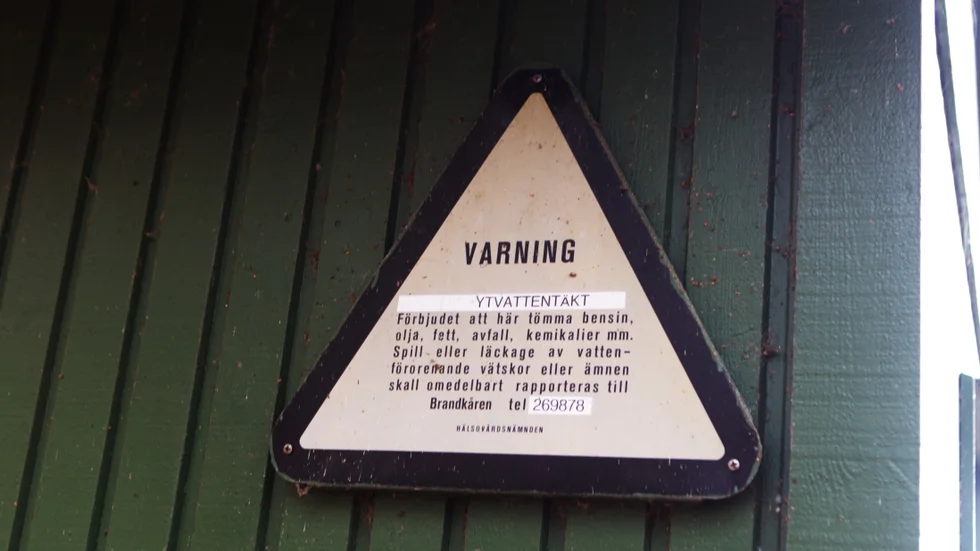 VARNING
YTVATTENTÄKT
Förbjudet att här tömma bensin,
olja, fett, avfall, kemikalier mm.
Spill eller läckage av vatten-
förorenande vätskor eller ämnen
skall omedelbart rapporteras till
Brandkåren tel 269878
HÄLSOVÅRDSNÄMNDEN